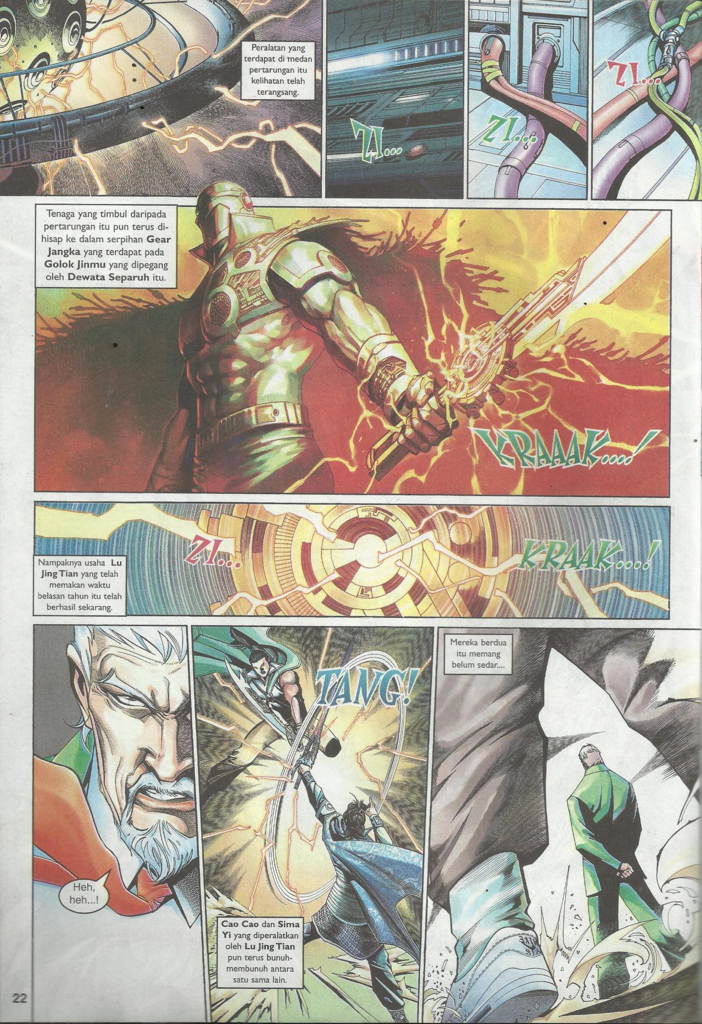 Peralatan yang
terdapat di medan
pertarungan itu
kelihatan telah
terangsang.
ZI...
ZI...
ZI...
Tenaga yang timbul daripada
pertarungan itu pun terus di-
hisap ke dalam serpihan Gear
Jangka yang terdapat pada
Golok Jinmu yang dipegang
oleh Dewata Separuh itu.
KRAAAK....!
Nampaknya usaha Lu
Jing Tian yang telah
memakan waktu
belasan tahun itu telah
berhasil sekarang.
ZI...
KRAAK....!
Heh,
heh...!
TANG!
Cao Cao dan Sima
Yi yang diperalatkan
oleh Lu Jing Tian
pun terus bunuh-
membunuh antara
satu sama lain.
Mereka berdua
itu memang
belum sedar....
22